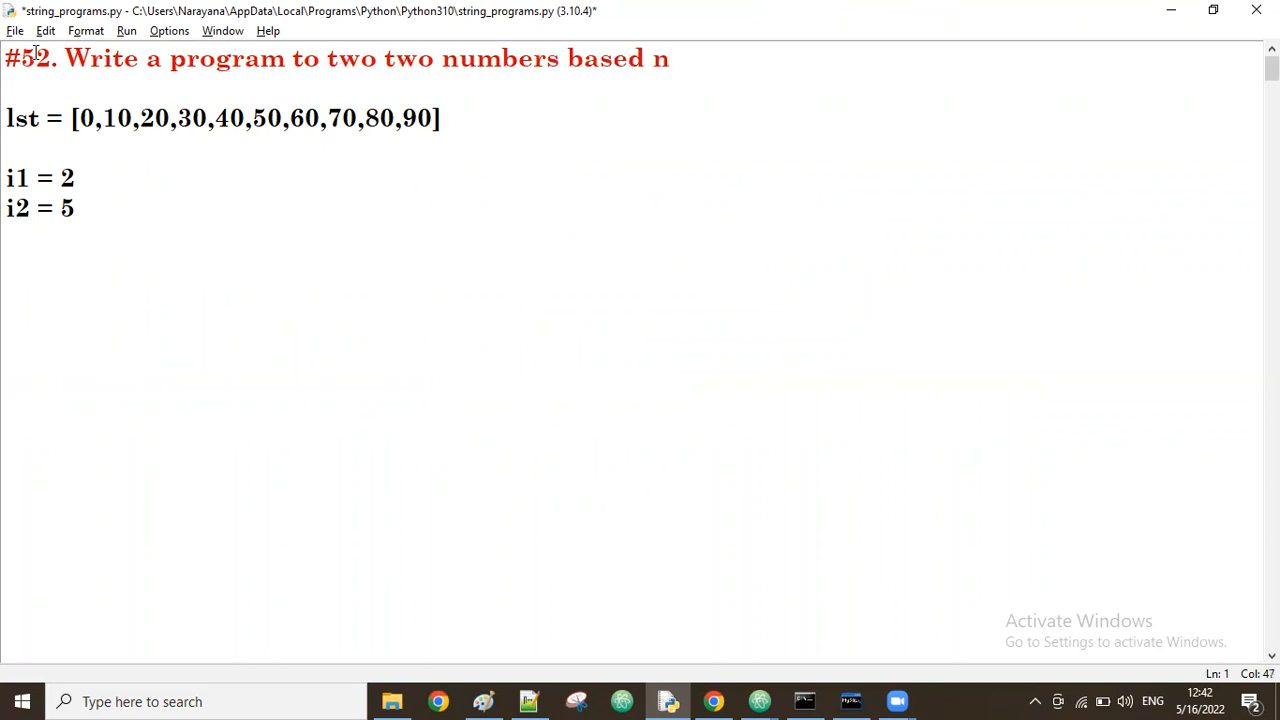 *string_programs.py - C:\Users\Narayana\AppData\Local\Programs\Python\Python310\string_programs.py (3.10.4)*
File Edit Format Run Options Window Help
#52. Write a program to two two numbers based n
lst = [0,10,20,30,40,50,60,70,80,90]
i1 = 2
i2 = 5
Activate Windows
Go to Settings to activate Windows.
Ln: 1 Col: 47
Type here to search
ENG
12:42
5/16/2022
2